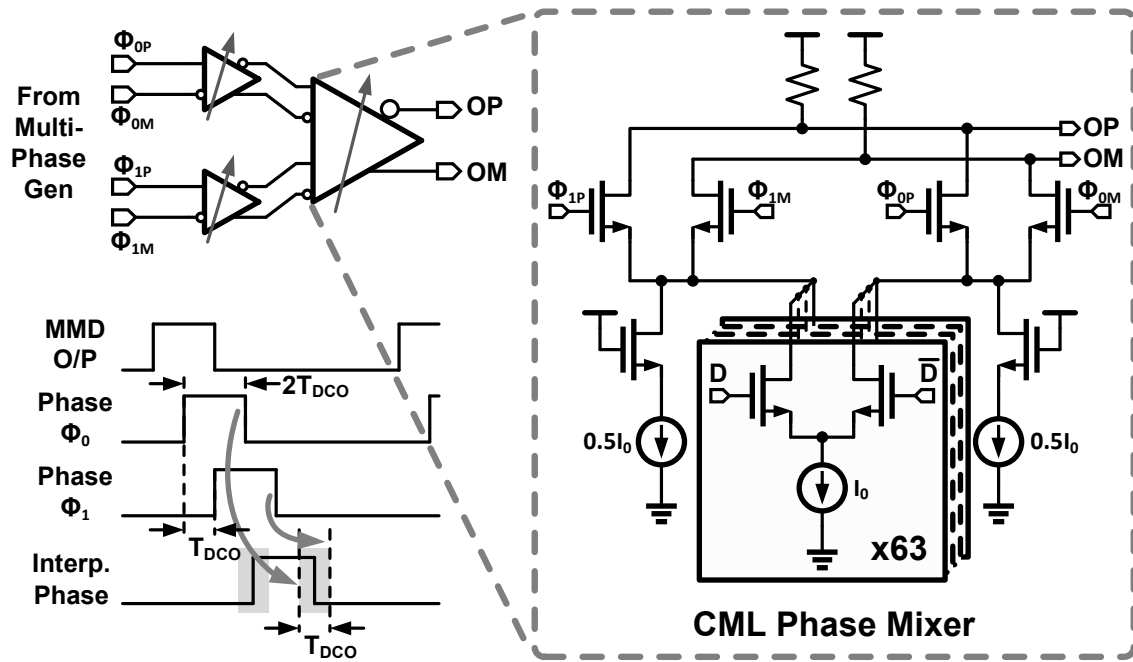 From
Multi-
Phase
Gen
Φ0P
Φ0M
Φ1P
Φ1M
OP
OM
MMD
O/P
2TDCO
Phase
Φ0
Phase
Φ1
TDCO
Interp.
Phase
TDCO
OP
OM
Φ1P
Φ1M
Φ0P
Φ0M
D
D̅
0.5I0
I0
0.5I0
x63
CML Phase Mixer